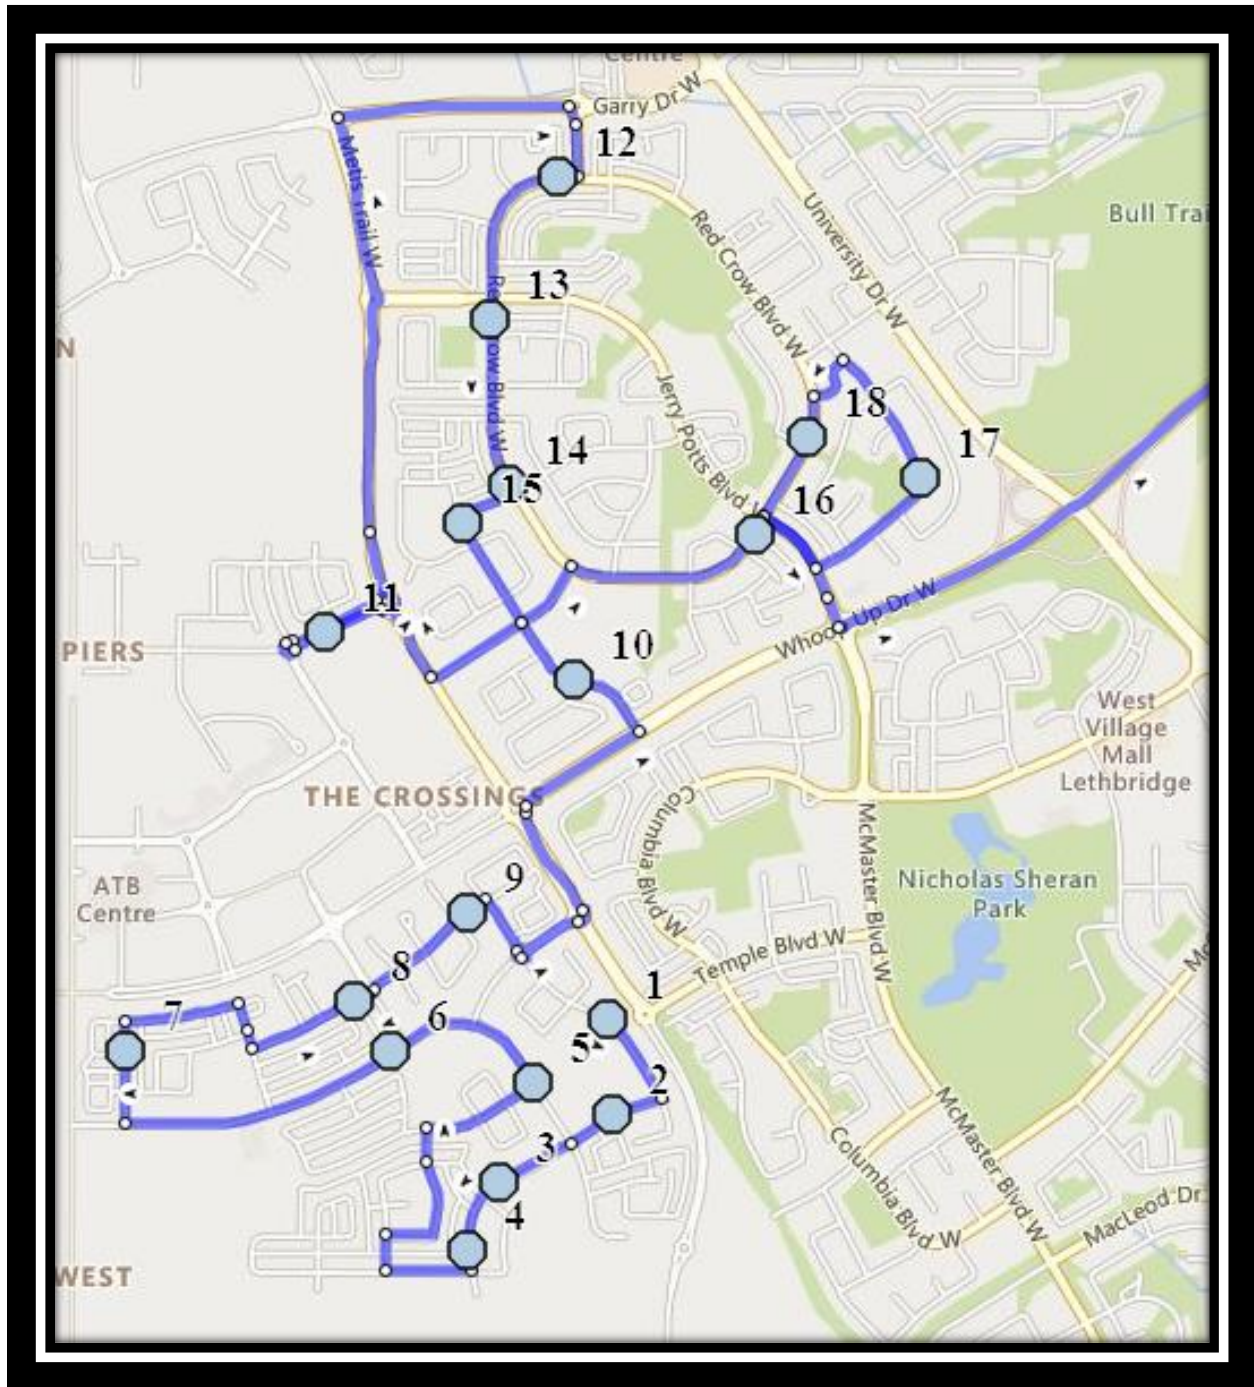 Centre
Garry Dr W
12
Metis Trail W
University Dr W
Bull Trai
Red Crow Blvd W
13
N
Jerry Potts Blvd W
18
14
17
15
16
11
Whoop Up Dr W
10
PIERS
West
Village
Mall
Lethbridge
THE CROSSINGS
Columbia Blvd W
McMaster Blvd W
ATB
Centre
9
Nicholas Sheran
Park
Temple Blvd W
8
1
7
6
5
2
McMaster Blvd W
3
Columbia Blvd W
4
MacLeod Dr
WEST